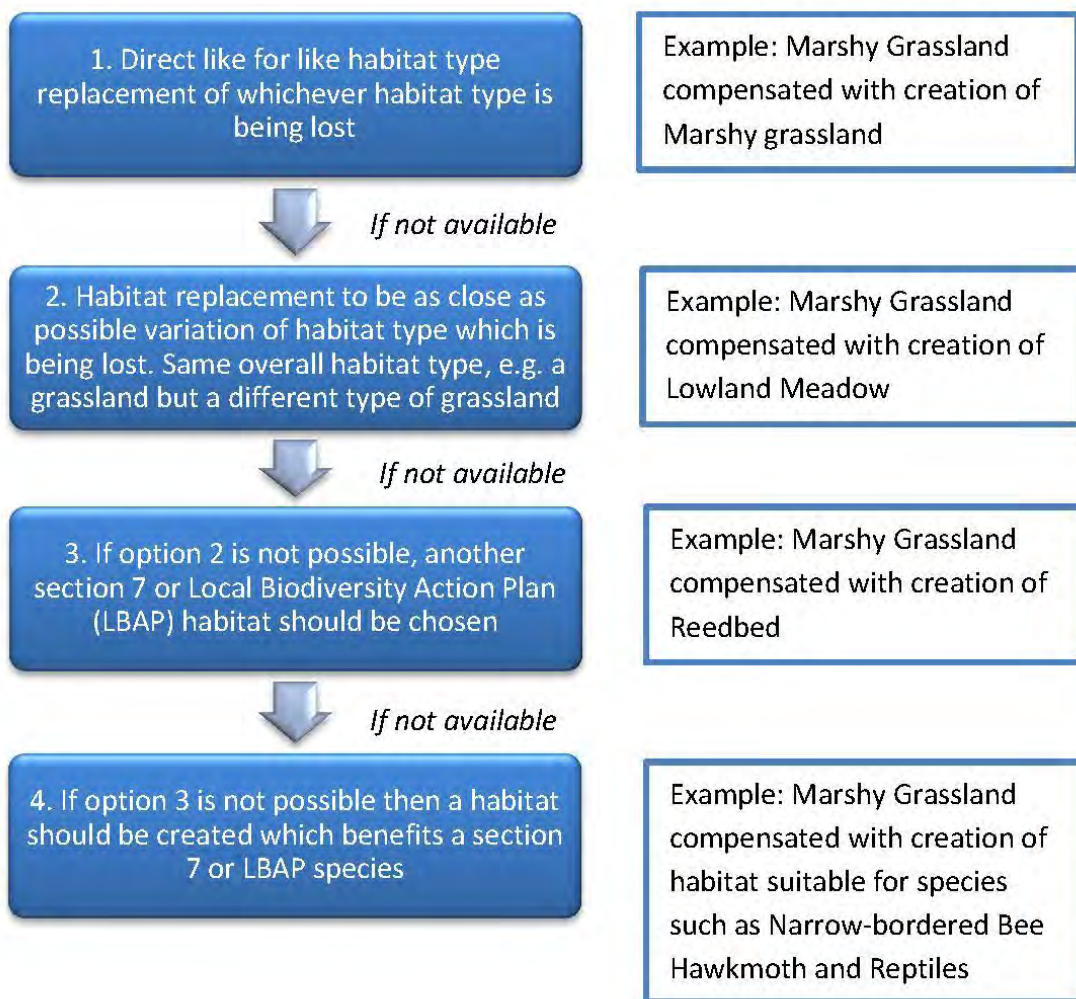 1. Direct like for like habitat type
replacement of whichever habitat type is
being lost
Example: Marshy Grassland
compensated with creation of
Marshy grassland
If not available
2. Habitat replacement to be as close as
possible variation of habitat type which is
being lost. Same overall habitat type, e.g. a
grassland but a different type of grassland
Example: Marshy Grassland
compensated with creation of
Lowland Meadow
If not available
3. If option 2 is not possible, another
section 7 or Local Biodiversity Action Plan
(LBAP) habitat should be chosen
Example: Marshy Grassland
compensated with creation of
Reedbed
If not available
4. If option 3 is not possible then a habitat
should be created which benefits a section
7 or LBAP species
Example: Marshy Grassland
compensated with creation of
habitat suitable for species
such as Narrow-bordered Bee
Hawkmoth and Reptiles